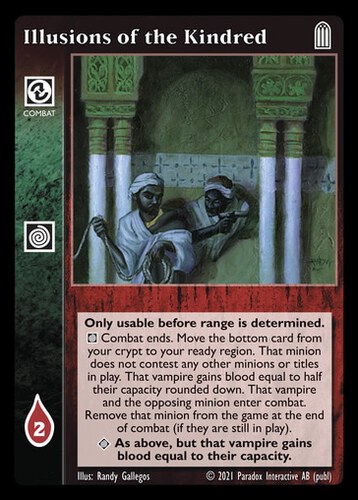 Illusions of the Kindred
COMBAT
Only usable before range is determined.
Combat ends. Move the bottom card from
your crypt to your ready region. That minion
does not contest any other minions or titles
in play. That vampire gains blood equal to half
their capacity rounded down. That vampire
and the opposing minion enter combat.
Remove that minion from the game at the end
of combat (if they are still in play).
As above, but that vampire gains
blood equal to their capacity.
2
Illus: Randy Gallegos © 2021 Paradox Interactive AB (publ)